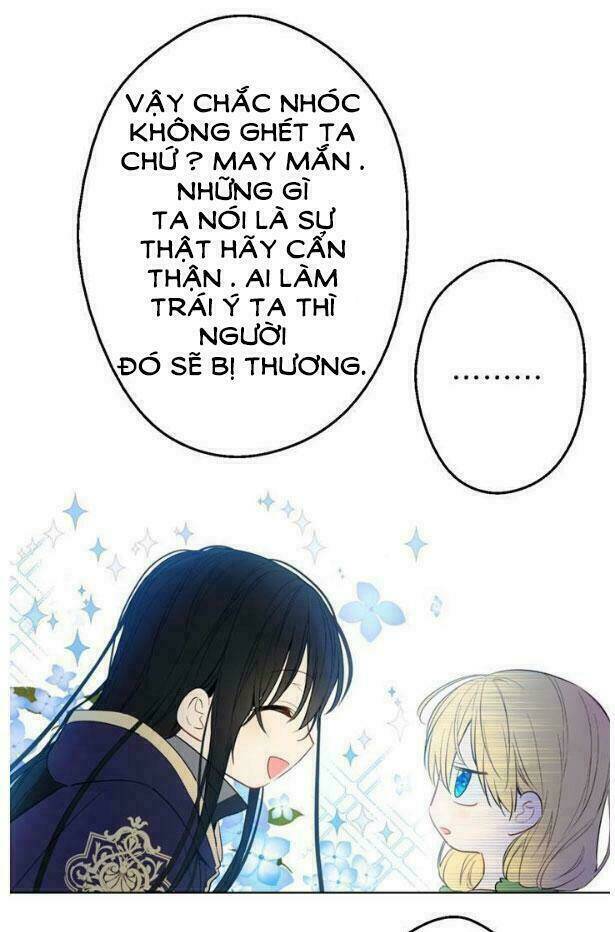 VẬY CHẮC NHÓC
KHÔNG GHÉT TA
CHỨ ? MAY MẮN .
NHỮNG GÌ
TA NÓI LÀ SỰ
THẬT HÃY CẨN
THẬN . AI LÀM
TRÁI Ý TA THÌ
NGƯỜI
ĐÓ SẼ BỊ THƯƠNG.
.........